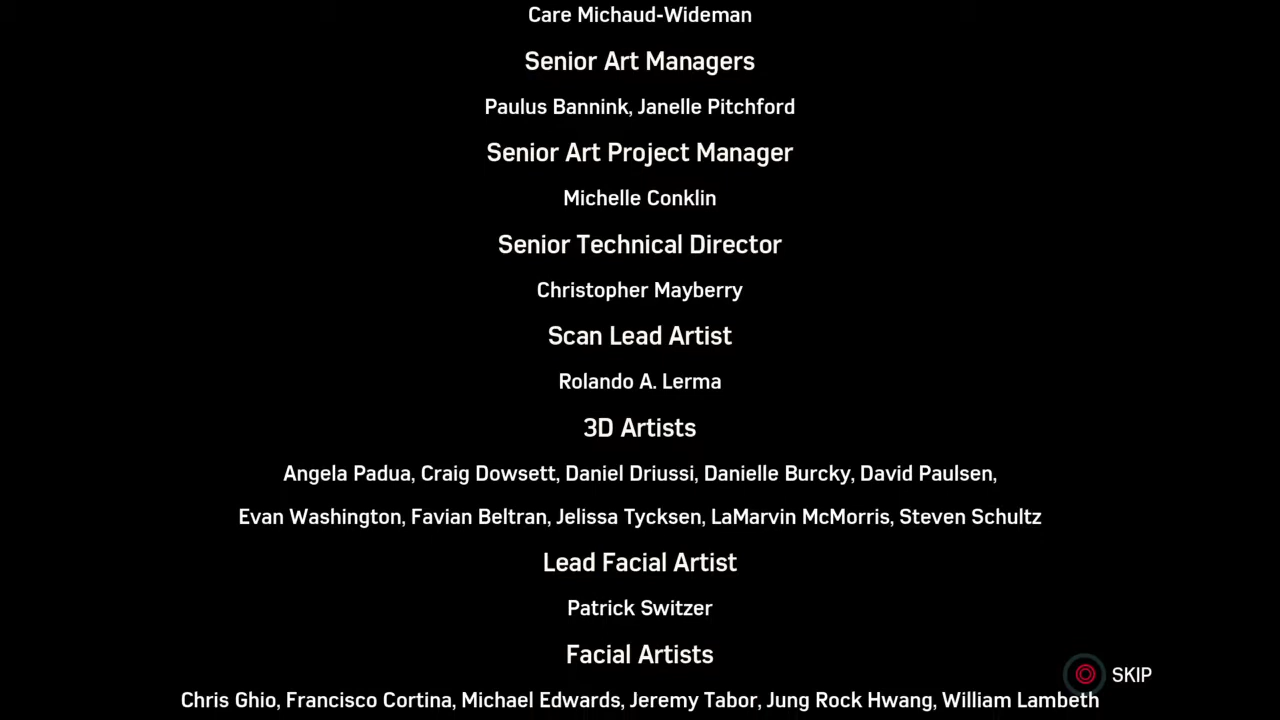 Care Michaud-Wideman
Senior Art Managers
Paulus Bannink, Janelle Pitchford
Senior Art Project Manager
Michelle Conklin
Senior Technical Director
Christopher Mayberry
Scan Lead Artist
Rolando A. Lerma
3D Artists
Angela Padua, Craig Dowsett, Daniel Driussi, Danielle Burcky, David Paulsen,
Evan Washington, Favian Beltran, Jelissa Tycksen, LaMarvin McMorris, Steven Schultz
Lead Facial Artist
Patrick Switzer
Facial Artists
SKIP
Chris Ghio, Francisco Cortina, Michael Edwards, Jeremy Tabor, Jung Rock Hwang, William Lambeth